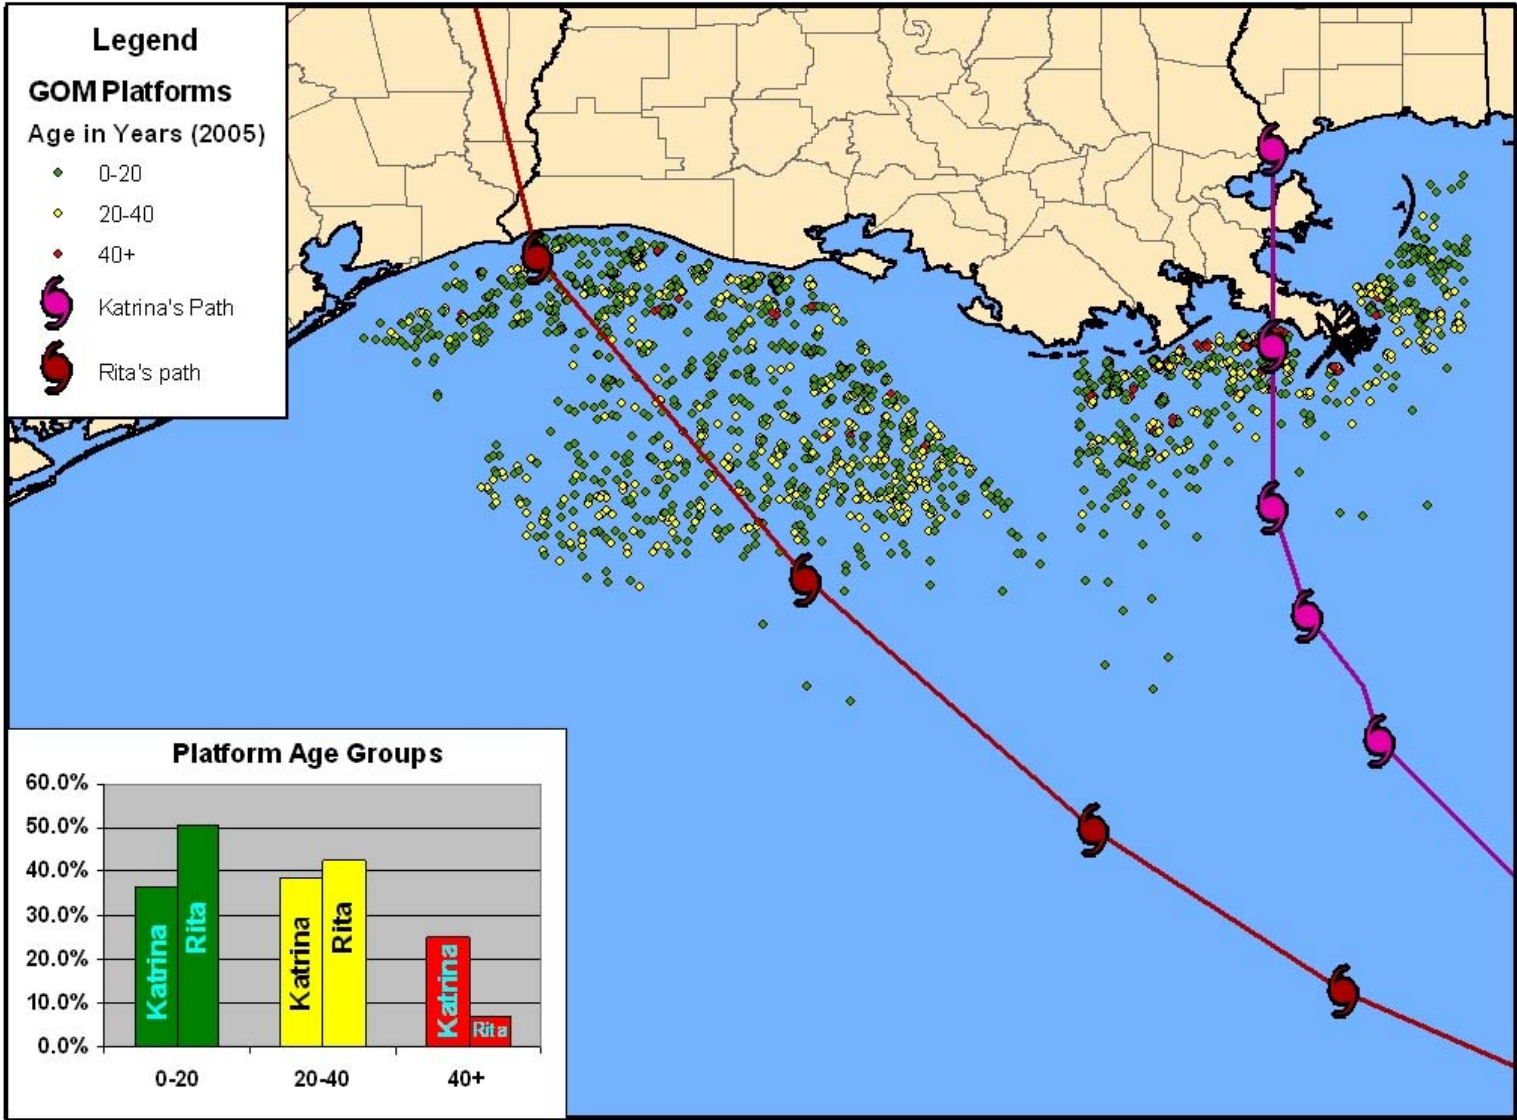 Legend
GOM Platforms
Age in Years (2005)
0-20
20-40
40+
Katrina's Path
Rita's path
Platform Age Groups
60.0%
50.0%
40.0%
30.0%
20.0%
10.0%
0.0%
Katrina
Rita
Katrina
Rita
Katrina
Rita
0-20
20-40
40+